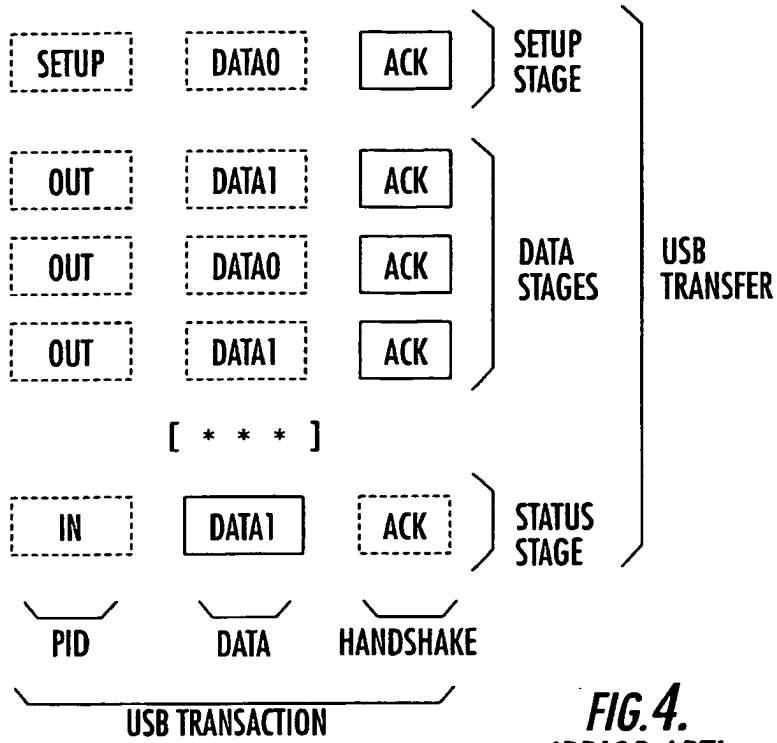 SETUP DATA0 ACK SETUP STAGE
OUT DATA1 ACK
OUT DATA0 ACK DATA STAGES
OUT DATA1 ACK
USB TRANSFER
[ * * * ]
IN DATA1 ACK STATUS STAGE
PID DATA HANDSHAKE
USB TRANSACTION
FIG.4.